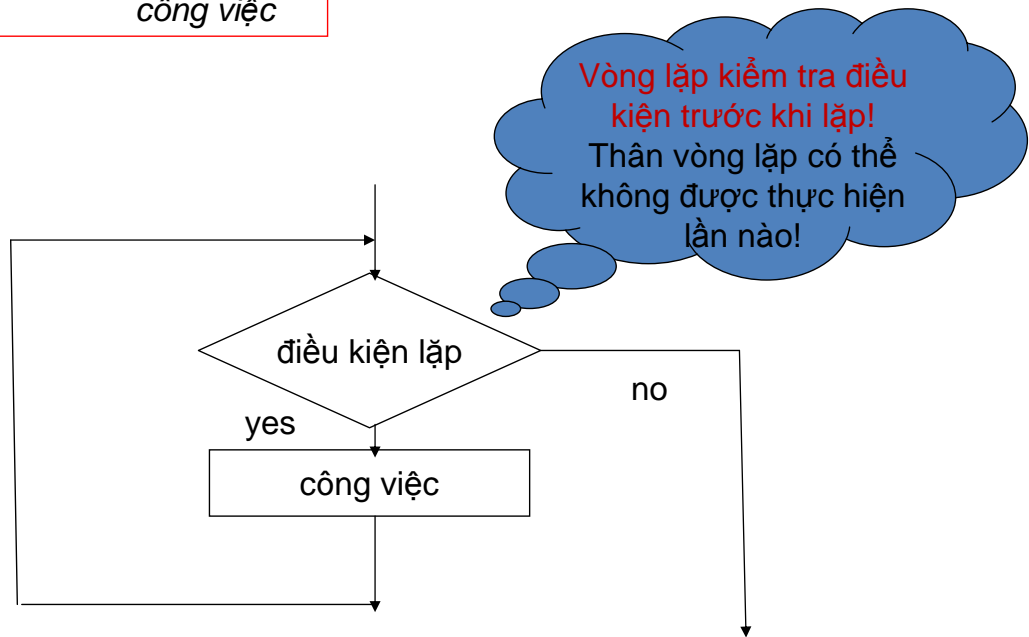 công việc
Vòng lặp kiểm tra điều
kiện trước khi lặp!
Thân vòng lặp có thể
không được thực hiện
lần nào!
điều kiện lặp
no
yes
công việc